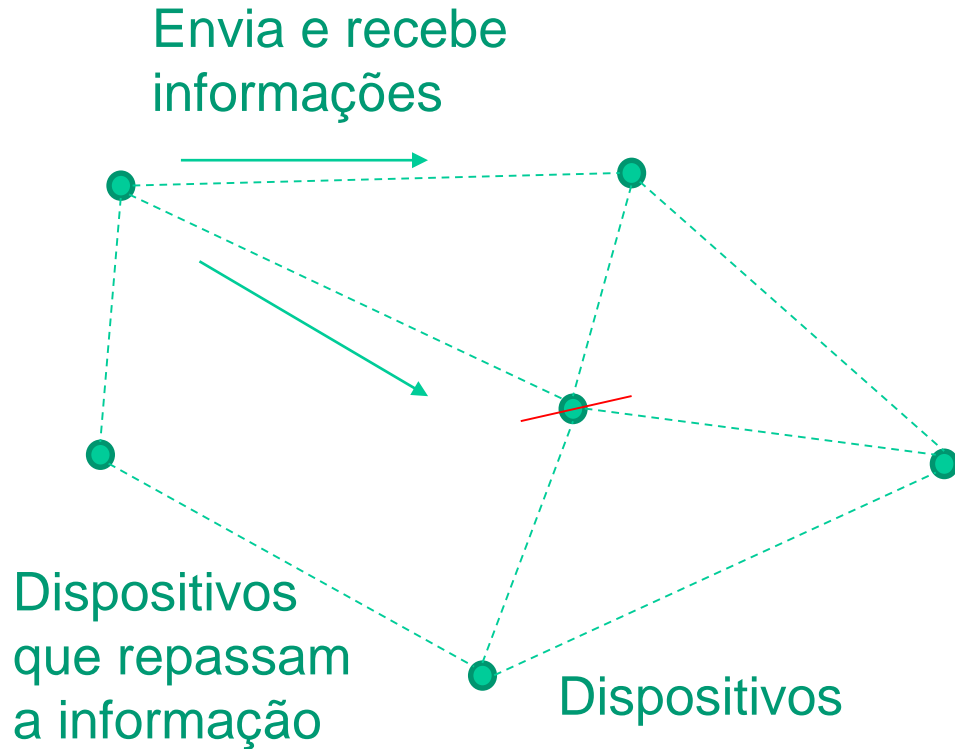 Envia e recebe
informações
Dispositivos
que repassam
a informação
Dispositivos